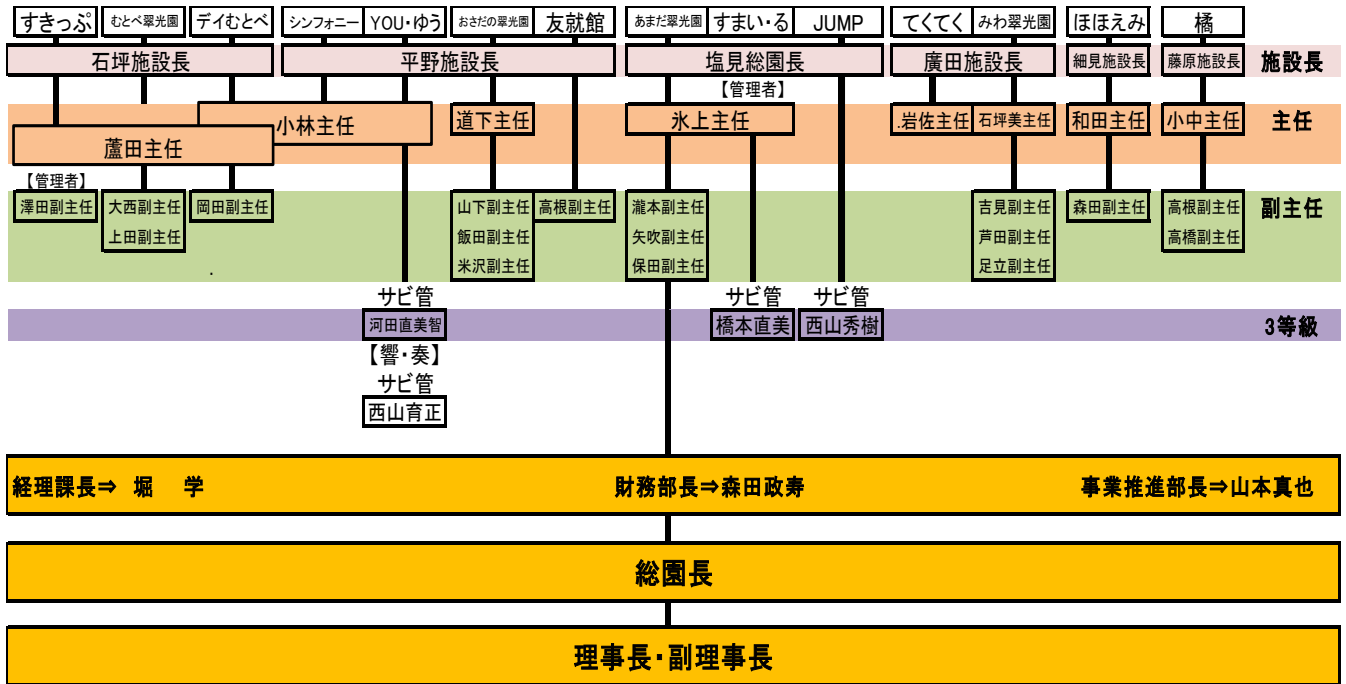 すきっぷ むとべ翠光園 デイむとべ シンフォニー YOU・ゆう おさだの翠光園 友就館 あまだ翠光園 すまい・る JUMP てくてく みわ翠光園 ほほえみ 橘
石坪施設長 平野施設長 塩見総園長 廣田施設長 細見施設長 藤原施設長 施設長
【管理者】
小林主任 道下主任 氷上主任 .岩佐主任 石坪美主任 和田主任 小中主任 主任
蘆田主任
【管理者】
澤田副主任 大西副主任 岡田副主任 山下副主任 高根副主任 瀧本副主任 吉見副主任 森田副主任 高根副主任 副主任
上田副主任 飯田副主任 矢吹副主任 芦田副主任 高橋副主任
. 米沢副主任 保田副主任 足立副主任
サビ管 サビ管 サビ管
河田直美智 橋本直美 西山秀樹 3等級
【響・奏】
サビ管
西山育正
経理課長⇒ 堀 学 財務部長⇒森田政寿 事業推進部長⇒山本真也
総園長
理事長・副理事長